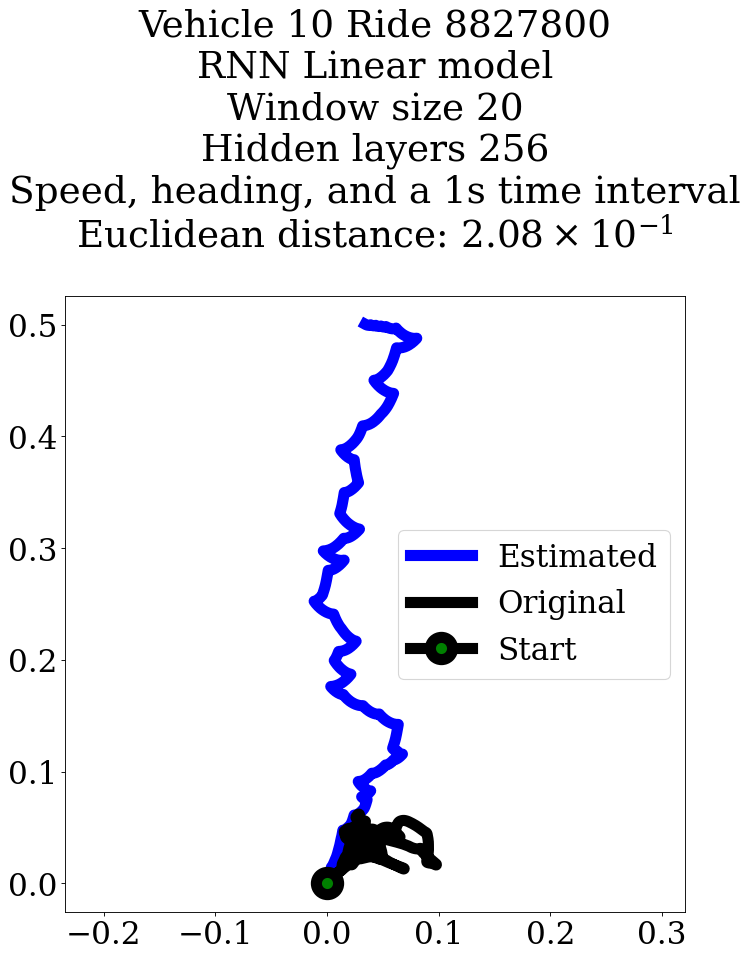 Vehicle 10 Ride 8827800
RNN Linear model
Window size 20
Hidden layers 256
Speed, heading, and a 1s time interval
Euclidean distance: 2.08 × 10⁻¹
0.5
0.4
0.3
0.2
0.1
0.0
Estimated
Original
Start
−0.2 −0.1 0.0 0.1 0.2 0.3